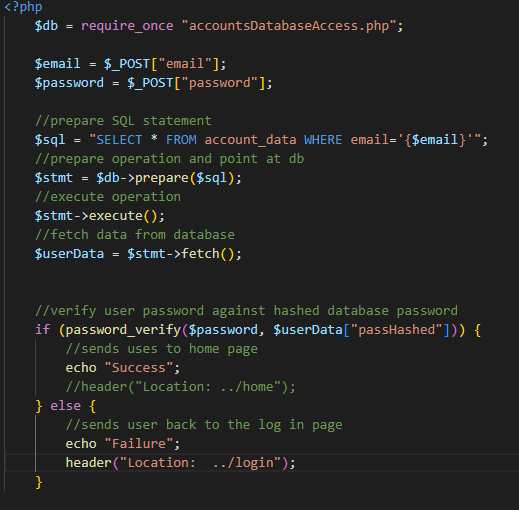 <?php
$db = require_once "accountsDatabaseAccess.php";
$email = $_POST["email"];
$password = $_POST["password"];
//prepare SQL statement
$sql = "SELECT * FROM account_data WHERE email='{$email}'";
//prepare operation and point at db
$stmt = $db->prepare($sql);
//execute operation
$stmt->execute();
//fetch data from database
$userData = $stmt->fetch();
//verify user password against hashed database password
if (password_verify($password, $userData["passHashed"])) {
//sends uses to home page
echo "Success";
//header("Location: ../home");
} else {
//sends user back to the log in page
echo "Failure";
header("Location:  ../login");
}